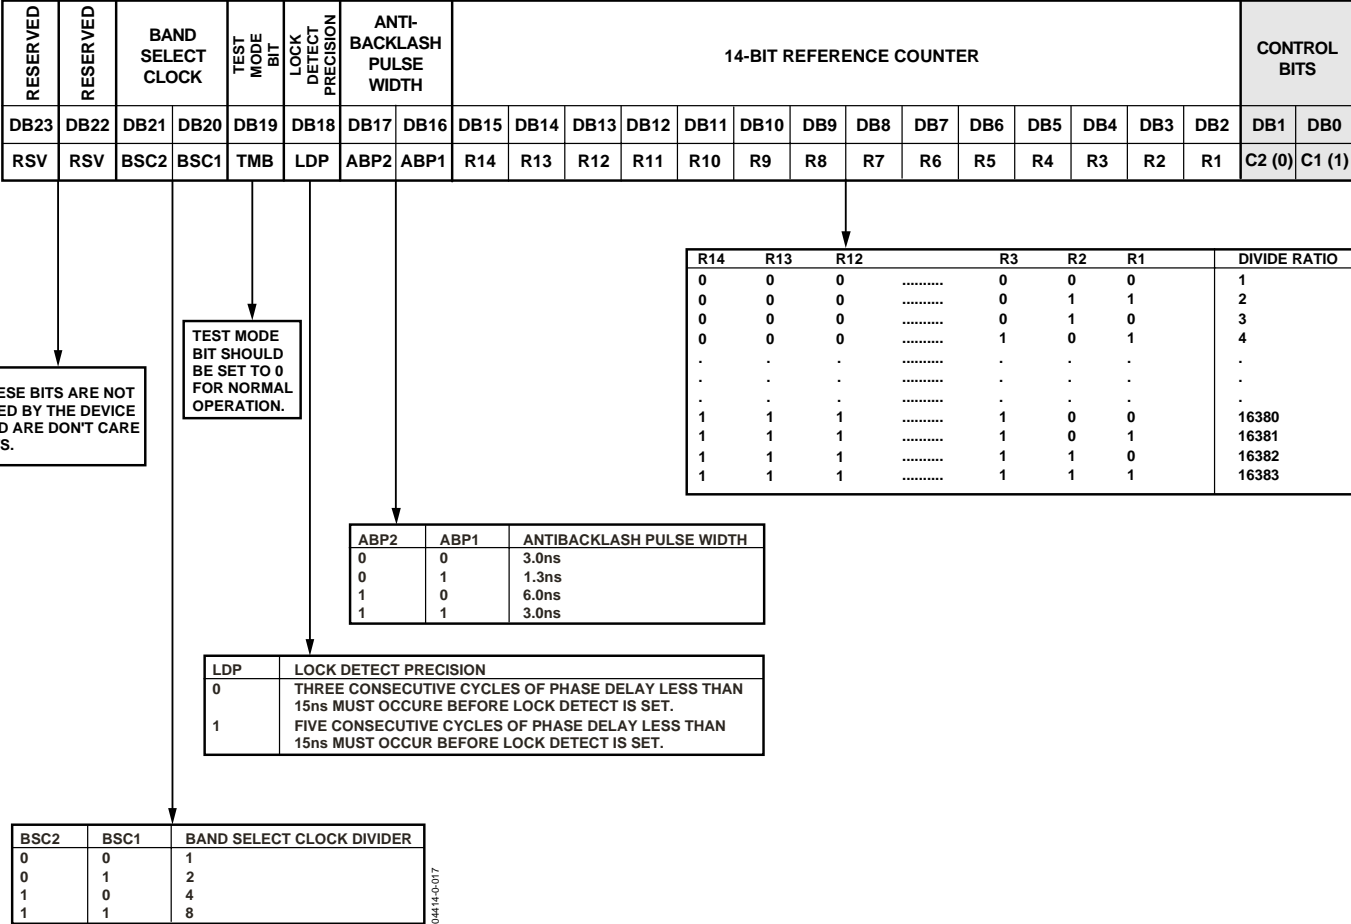 RESERVED
RESERVED
BAND
SELECT
CLOCK
TEST
MODE
BIT
LOCK
DETECT
PRECISION
ANTI-
BACKLASH
PULSE
WIDTH
14-BIT REFERENCE COUNTER
CONTROL
BITS
DB23 DB22 DB21 DB20 DB19 DB18 DB17 DB16 DB15 DB14 DB13 DB12 DB11 DB10 DB9 DB8 DB7 DB6 DB5 DB4 DB3 DB2 DB1 DB0
RSV RSV BSC2 BSC1 TMB LDP ABP2 ABP1 R14 R13 R12 R11 R10 R9 R8 R7 R6 R5 R4 R3 R2 R1 C2 (0) C1 (1)
R14 R13 R12 R3 R2 R1 DIVIDE RATIO
0 0 0 .......... 0 0 0 1
0 0 0 .......... 0 1 1 2
0 0 0 .......... 0 1 0 3
0 0 0 .......... 1 0 1 4
. . . .......... . . . .
. . . .......... . . . .
. . . .......... . . . .
1 1 1 .......... 1 0 0 16380
1 1 1 .......... 1 0 1 16381
1 1 1 .......... 1 1 0 16382
1 1 1 .......... 1 1 1 16383
TEST MODE
BIT SHOULD
BE SET TO 0
FOR NORMAL
OPERATION.
ESE BITS ARE NOT
ED BY THE DEVICE
D ARE DON'T CARE
S.
ABP2 ABP1 ANTIBACKLASH PULSE WIDTH
0 0 3.0ns
0 1 1.3ns
1 0 6.0ns
1 1 3.0ns
LDP LOCK DETECT PRECISION
0 THREE CONSECUTIVE CYCLES OF PHASE DELAY LESS THAN
15ns MUST OCCURE BEFORE LOCK DETECT IS SET.
1 FIVE CONSECUTIVE CYCLES OF PHASE DELAY LESS THAN
15ns MUST OCCUR BEFORE LOCK DETECT IS SET.
BSC2 BSC1 BAND SELECT CLOCK DIVIDER
0 0 1
0 1 2
1 0 4
1 1 8
04414-0-017